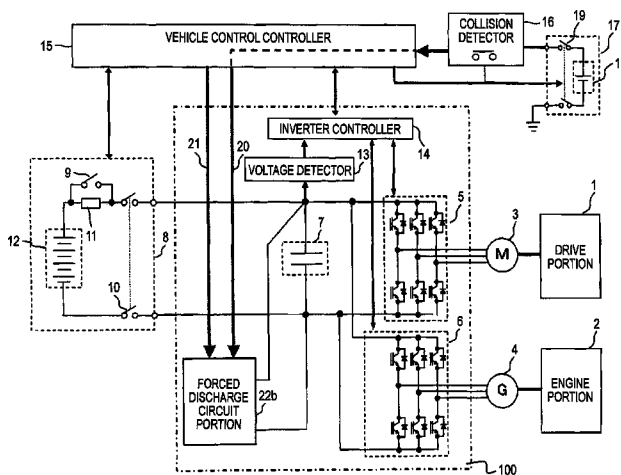 15
VEHICLE CONTROL CONTROLLER
COLLISION
DETECTOR
16
19
17
1
INVERTER CONTROLLER
14
21
20
VOLTAGE DETECTOR
13
9
11
12
8
10
7
5
3
M
1
DRIVE
PORTION
6
4
G
2
ENGINE
PORTION
FORCED
DISCHARGE
CIRCUIT
PORTION
22b
100